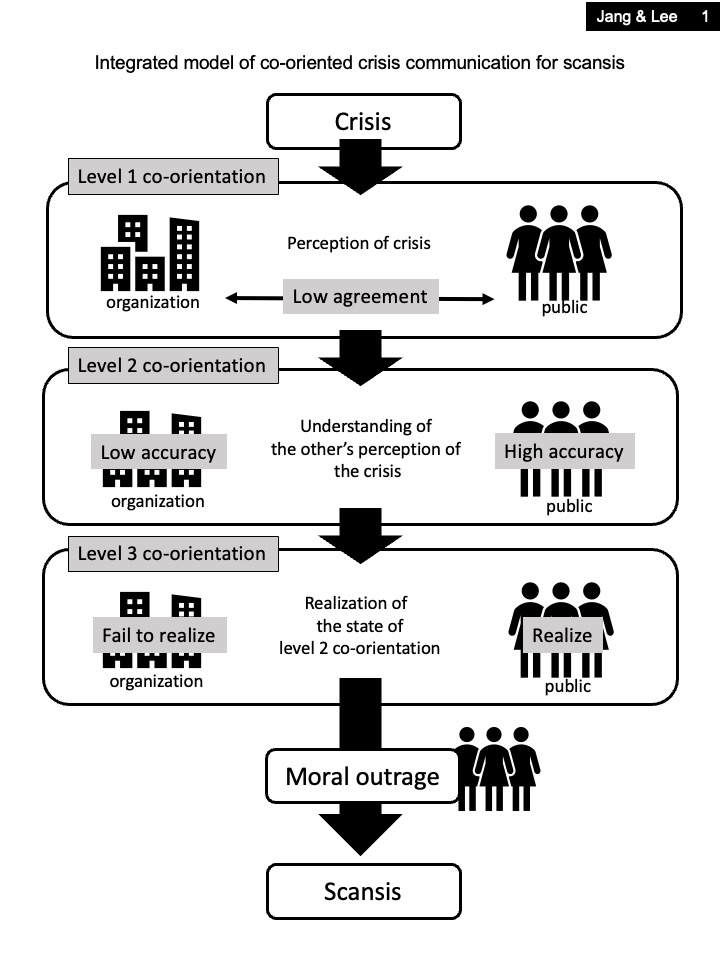 Jang & Lee 1
Integrated model of co-oriented crisis communication for scansis
Crisis
Level 1 co-orientation
Perception of crisis
Low agreement
organization
public
Level 2 co-orientation
Understanding of
the other's perception of
the crisis
Low accuracy
High accuracy
organization
public
Level 3 co-orientation
Realization of
the state of
level 2 co-orientation
Fail to realize
Realize
organization
public
Moral outrage
Scansis